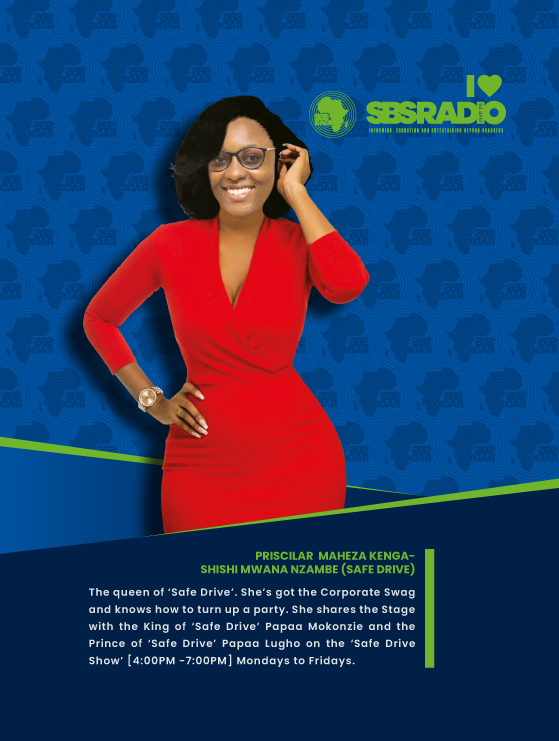 I
SBSRADIO
INFORMING, EDUCATION AND ENTERTAINING BEYOND AWARNESS
PRISCILAR MAHEZA KENGA-
SHISHI MWANA NZAMBE (SAFE DRIVE)
The queen of ‘Safe Drive’. She’s got the Corporate Swag
and knows how to turn up a party. She shares the Stage
with the King of ‘Safe Drive’ Papaa Mokonzie and the
Prince of ‘Safe Drive’ Papaa Lugho on the ‘Safe Drive
Show’ [4:00PM -7:00PM] Mondays to Fridays.